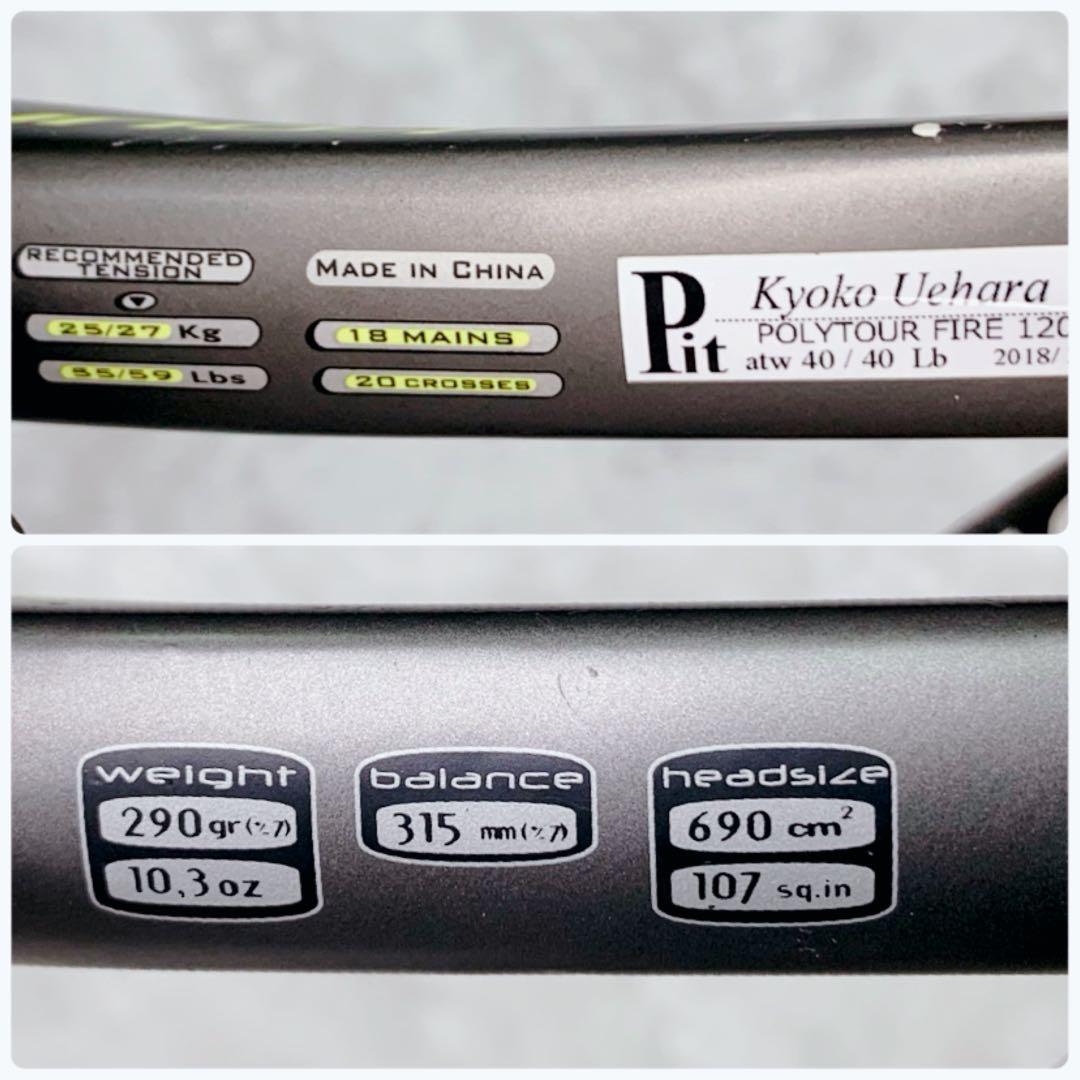 RECOMMENDED
TENSION
25/27 Kg
55/59 Lbs
MADE IN CHINA
18 MAINS
20 CROSSES
Pit
Kyoko Uehara
POLYTOUR FIRE 120
atw 40 / 40 Lb 2018/
weight
290 gr (⁺⁄₋ 7)
10,3 oz
balance
315 mm (⁺⁄₋ 7)
headsize
690 cm²
107 sq.in